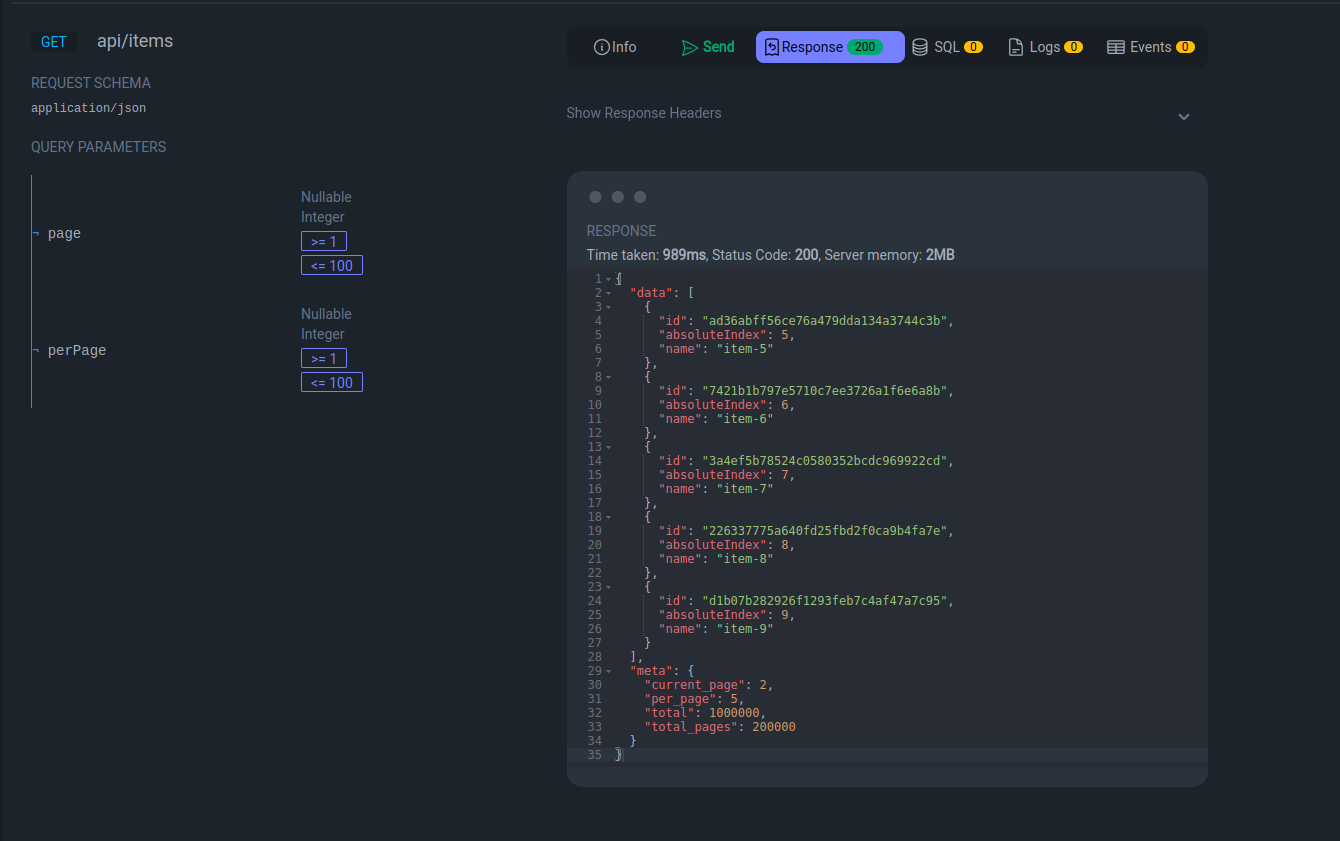 GET api/items
REQUEST SCHEMA
application/json
QUERY PARAMETERS
page
Nullable
Integer
>= 1
<= 100
perPage
Nullable
Integer
>= 1
<= 100
Info Send Response 200 SQL 0 Logs 0 Events 0
Show Response Headers
RESPONSE
Time taken: 989ms, Status Code: 200, Server memory: 2MB
1 {
2 "data": [
3 {
4 "id": "ad36abff56ce76a479dda134a3744c3b",
5 "absoluteIndex": 5,
6 "name": "item-5"
7 },
8 {
9 "id": "7421b1b797e5710c7ee3726a1f6e6a8b",
10 "absoluteIndex": 6,
11 "name": "item-6"
12 },
13 {
14 "id": "3a4ef5b78524c0580352bcdc969922cd",
15 "absoluteIndex": 7,
16 "name": "item-7"
17 },
18 {
19 "id": "226337775a640fd25fbd2f0ca9b4fa7e",
20 "absoluteIndex": 8,
21 "name": "item-8"
22 },
23 {
24 "id": "d1b07b282926f1293feb7c4af47a7c95",
25 "absoluteIndex": 9,
26 "name": "item-9"
27 }
28 ],
29 "meta": {
30 "current_page": 2,
31 "per_page": 5,
32 "total": 1000000,
33 "total_pages": 200000
34 }
35 }